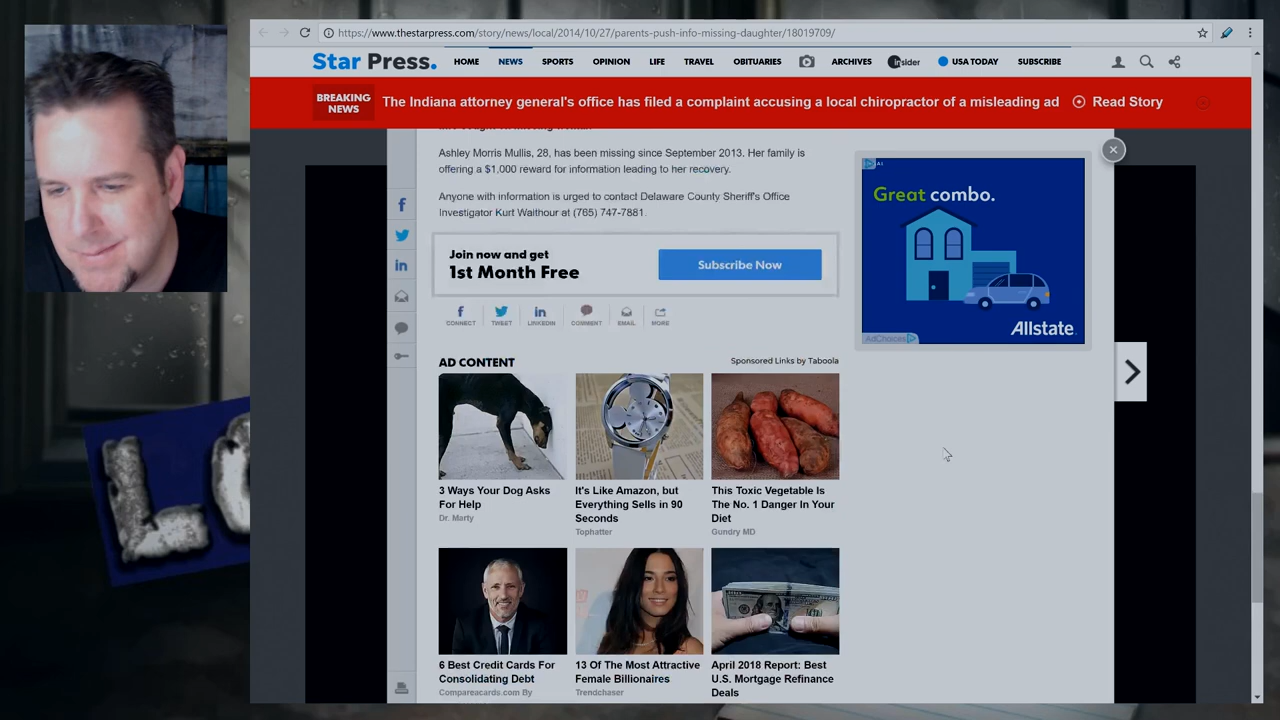 https://www.thestarpress.com/story/news/local/2014/10/27/parents-push-info-missing-daughter/18019709/
Star Press. HOME NEWS SPORTS OPINION LIFE TRAVEL OBITUARIES ARCHIVES insider USA TODAY SUBSCRIBE
BREAKING
NEWS
The Indiana attorney general's office has filed a complaint accusing a local chiropractor of a misleading ad Read Story
Ashley Morris Mullis, 28, has been missing since September 2013. Her family is
offering a $1,000 reward for information leading to her recovery.
Anyone with information is urged to contact Delaware County Sheriff's Office
Investigator Kurt Waithour at (765) 747-7881.
Join now and get
1st Month Free
Subscribe Now
CONNECT TWEET LINKEDIN COMMENT EMAIL MORE
Great combo.
Allstate
AdChoices
AD CONTENT
Sponsored Links by Taboola
3 Ways Your Dog Asks
For Help
Dr. Marty
It's Like Amazon, but
Everything Sells in 90
Seconds
Tophatter
This Toxic Vegetable Is
The No. 1 Danger In Your
Diet
Gundry MD
6 Best Credit Cards For
Consolidating Debt
Compareacards.com By
13 Of The Most Attractive
Female Billionaires
Trendchaser
April 2018 Report: Best
U.S. Mortgage Refinance
Deals